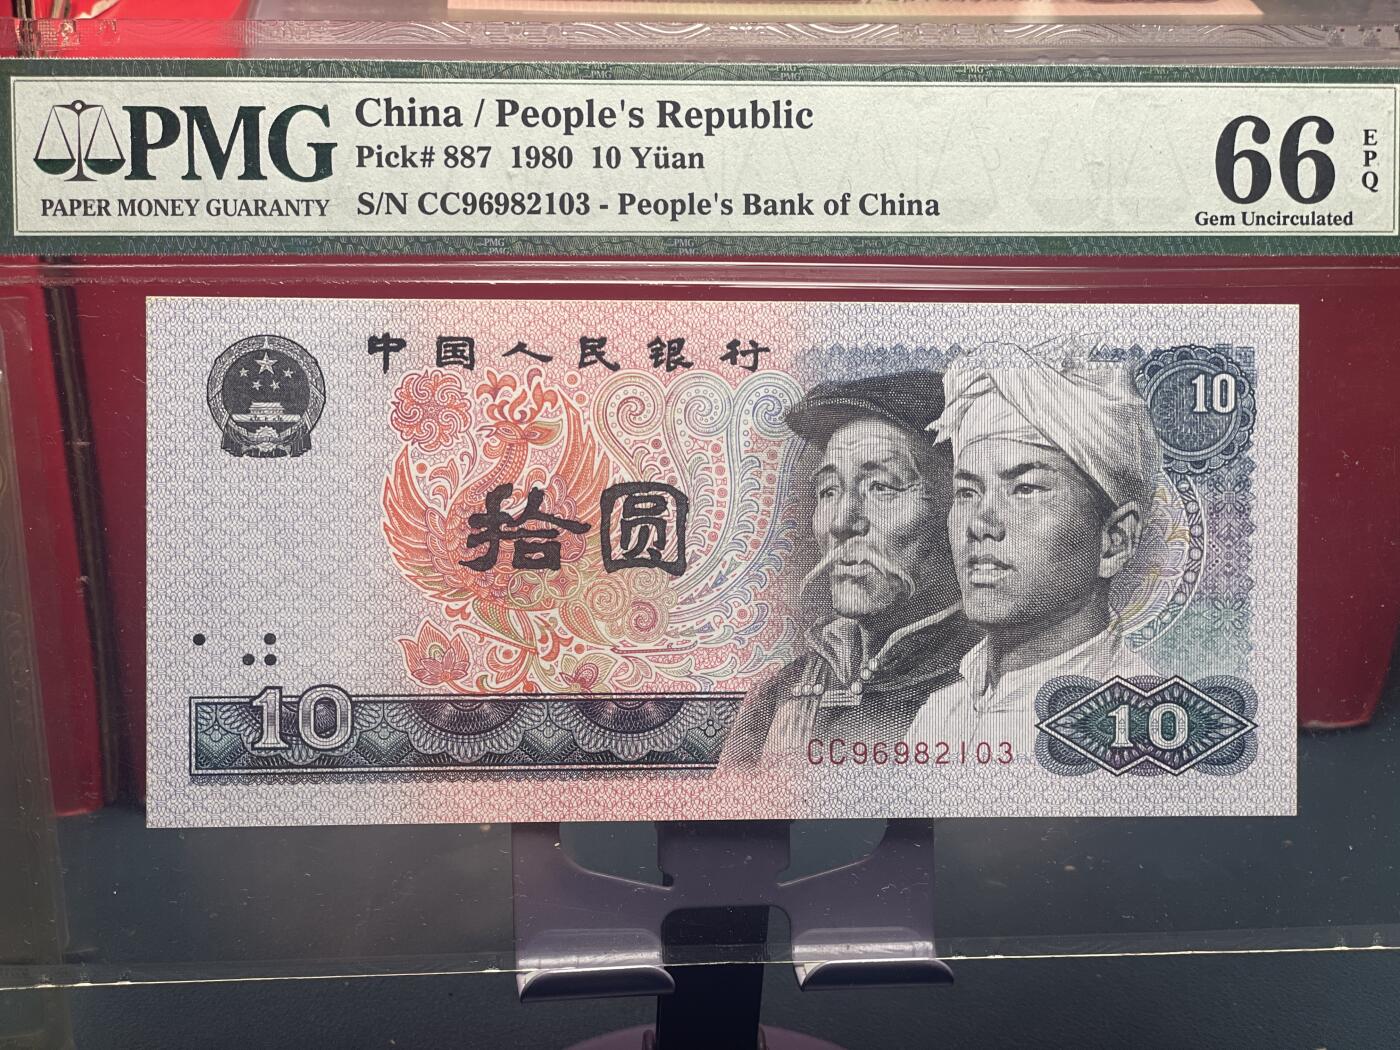 PMG
PAPER MONEY GUARANTY
China / People's Republic
Pick# 887 1980 10 Yüan
S/N CC96982103 - People's Bank of China
66
EPQ
Gem Uncirculated
中国人民银行
10
拾圆
10
CC96982103
10